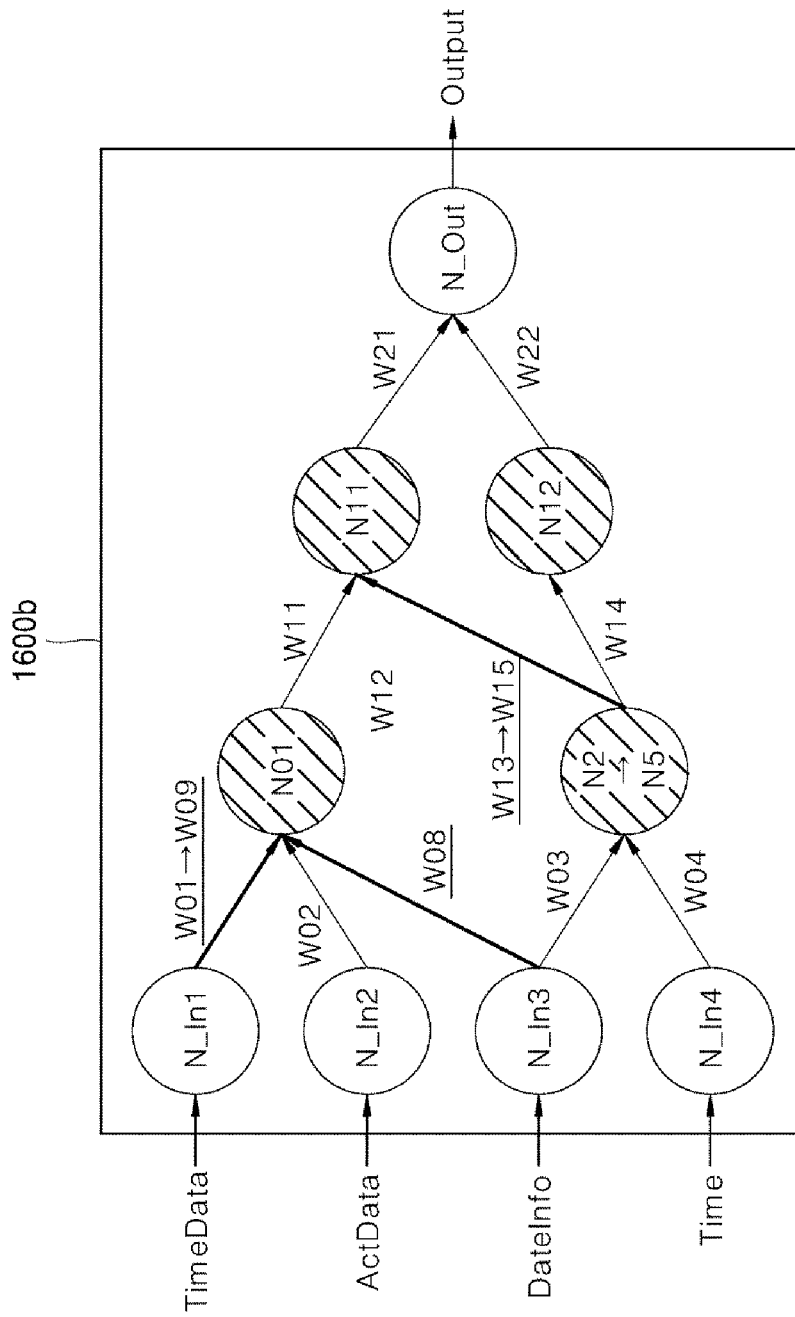 1600b
TimeData
ActData
DateInfo
Time
N_In1
N_In2
N_In3
N_In4
W01→W09
W02
W08
W03
W04
N01
N2
→
N5
W11
W12
W13→W15
W14
N11
N12
W21
W22
N_Out
Output